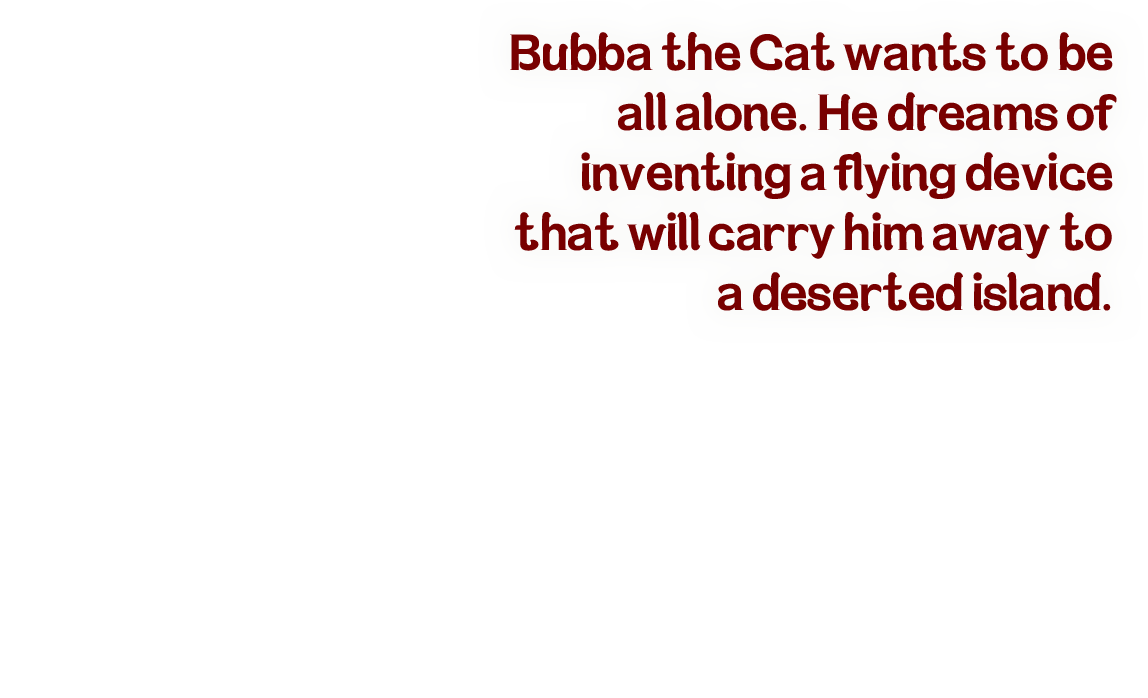 Bubba the Cat wants to be
all alone. He dreams of
inventing a flying device
that will carry him away to
a deserted island.